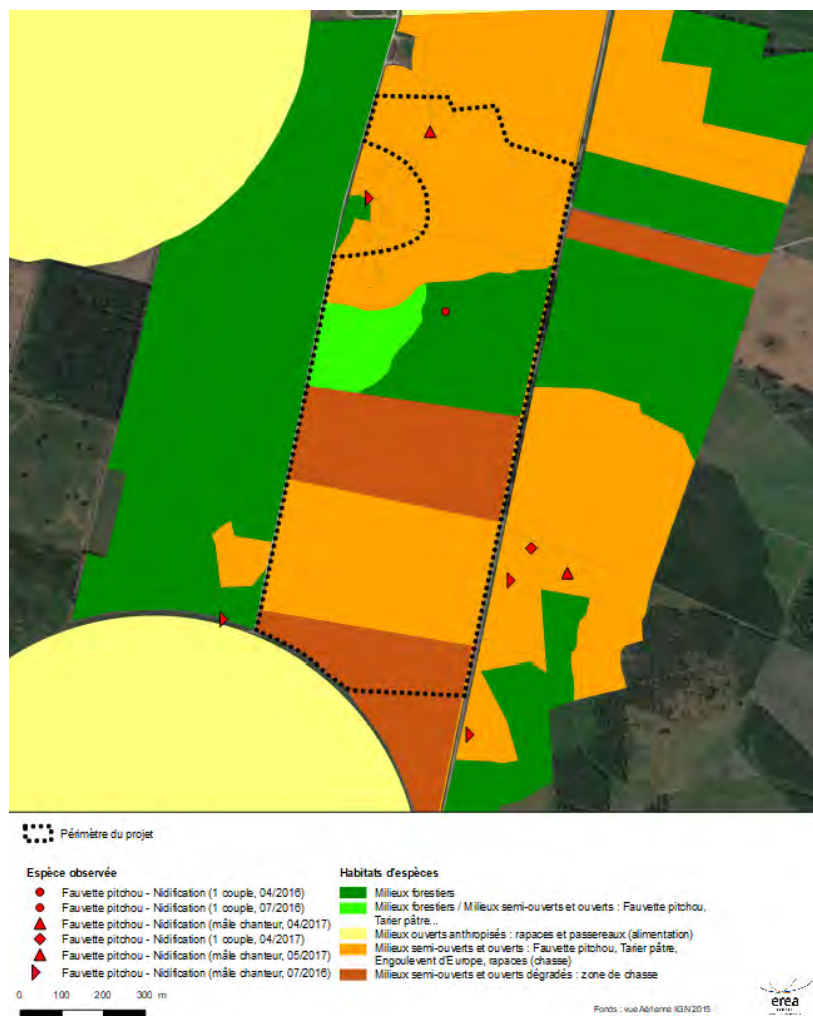 Périmètre du projet
Espèce observée
Fauvette pitchou - Nidification (1 couple, 04/2016)
Fauvette pitchou - Nidification (1 couple, 07/2016)
Fauvette pitchou - Nidification (mâle chanteur, 04/2017)
Fauvette pitchou - Nidification (1 couple, 04/2017)
Fauvette pitchou - Nidification (mâle chanteur, 05/2017)
Fauvette pitchou - Nidification (mâle chanteur, 07/2016)
Habitats d'espèces
Milieux forestiers
Milieux forestiers / Milieux semi-ouverts et ouverts : Fauvette pitchou,
Tarier pâtre...
Milieux ouverts anthropisés : rapaces et passereaux (alimentation)
Milieux semi-ouverts et ouverts : Fauvette pitchou, Tarier pâtre,
Engoulevent d'Europe, rapaces (chasse)
Milieux semi-ouverts et ouverts dégradés : zone de chasse
0 100 200 300 m
Fonds : vue Aérienne IGN 2015
erea